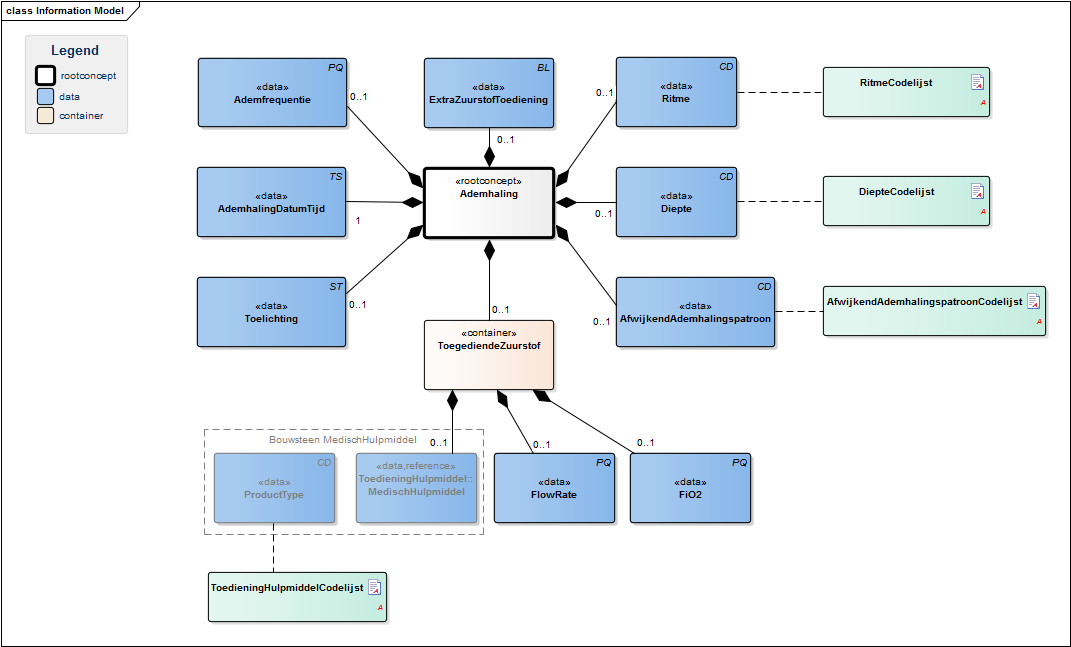 class Information Model
Legend
rootconcept
data
container
PQ
«data»
Ademfrequentie
0..1
BL
«data»
ExtraZuurstofToediening
0..1
CD
«data»
Ritme
0..1
RitmeCodelijst
A
TS
«data»
AdemhalingDatumTijd
1
«rootconcept»
Ademhaling
CD
«data»
Diepte
0..1
DiepteCodelijst
A
ST
«data»
Toelichting
0..1
CD
«data»
AfwijkendAdemhalingspatroon
0..1
AfwijkendAdemhalingspatroonCodelijst
A
0..1
«container»
ToegediendeZuurstof
Bouwsteen MedischHulpmiddel
0..1
0..1
0..1
CD
«data»
ProductType
«data,reference»
ToedieningHulpmiddel::
MedischHulpmiddel
PQ
«data»
FlowRate
PQ
«data»
FiO2
ToedieningHulpmiddelCodelijst
A